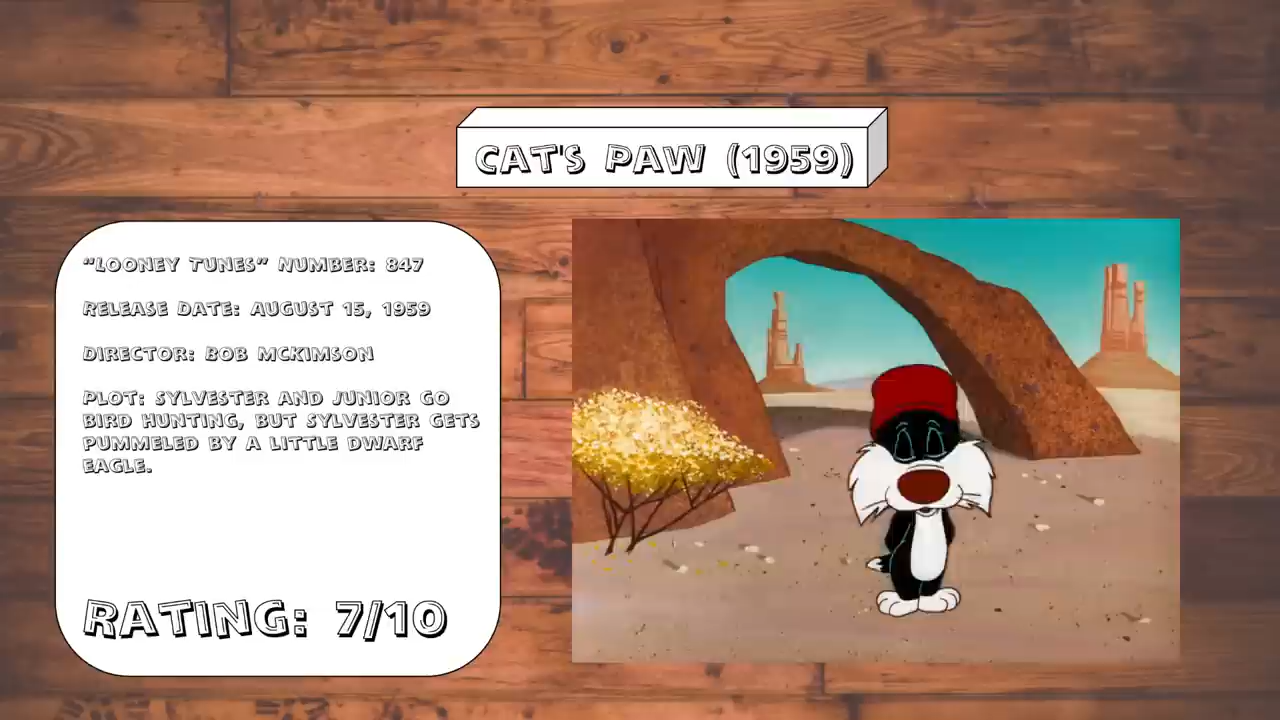 CAT'S PAW (1959)
"LOONEY TUNES" NUMBER: 847
RELEASE DATE: AUGUST 15, 1959
DIRECTOR: BOB MCKIMSON
PLOT: SYLVESTER AND JUNIOR GO
BIRD HUNTING, BUT SYLVESTER GETS
PUMMELED BY A LITTLE DWARF
EAGLE.
RATING: 7/10